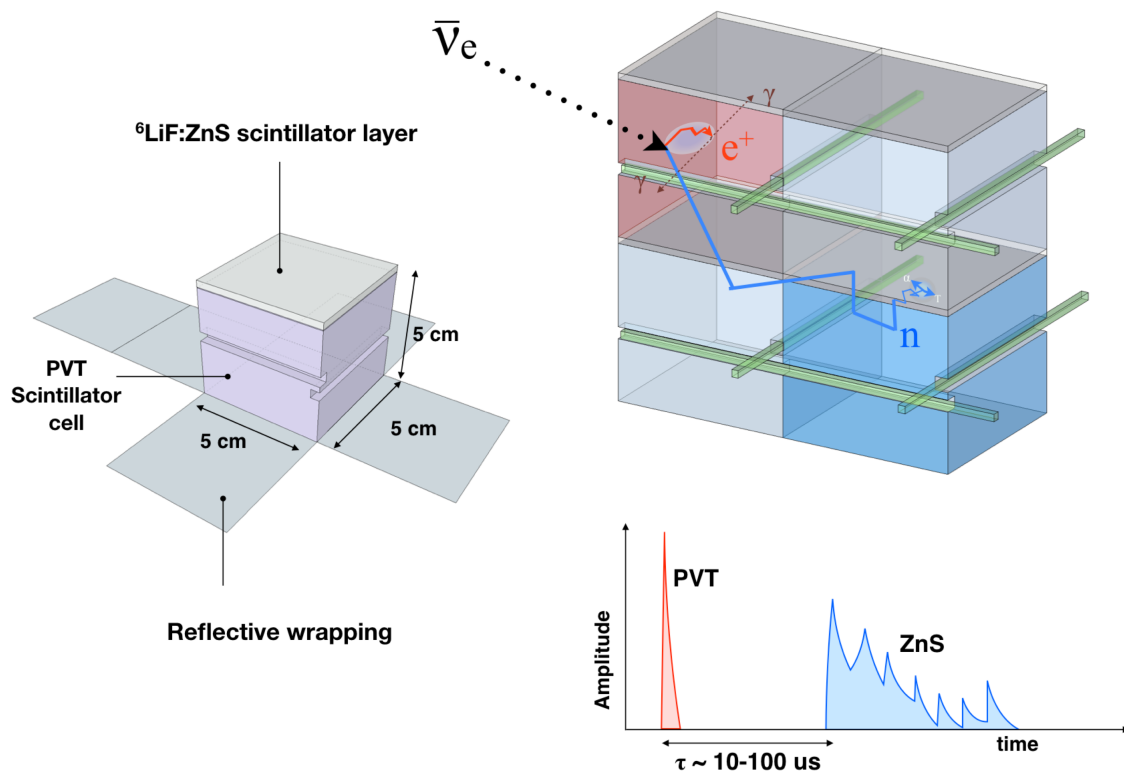 ⁶LiF:ZnS scintillator layer
PVT
Scintillator
cell
5 cm
5 cm
5 cm
Reflective wrapping
ν̅e
γ
e⁺
γ
α
T
n
Amplitude
PVT
ZnS
time
τ ~ 10-100 us